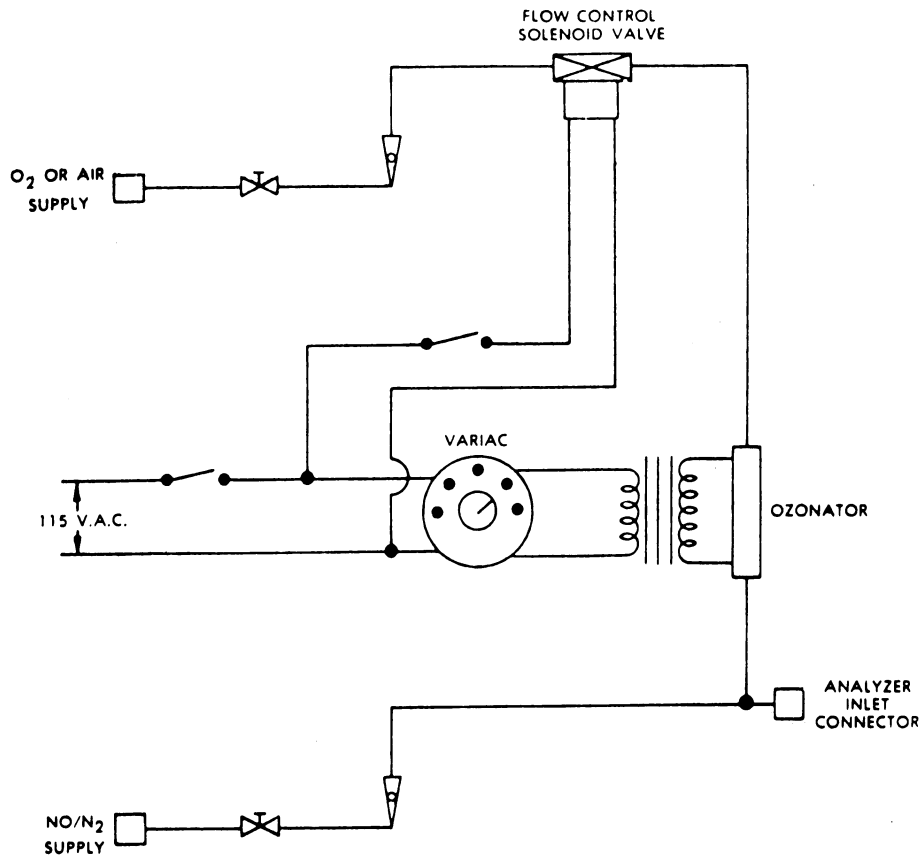 FLOW CONTROL
SOLENOID VALVE
O2 OR AIR
SUPPLY
VARIAC
115 V.A.C.
OZONATOR
ANALYZER
INLET
CONNECTOR
NO/N2
SUPPLY